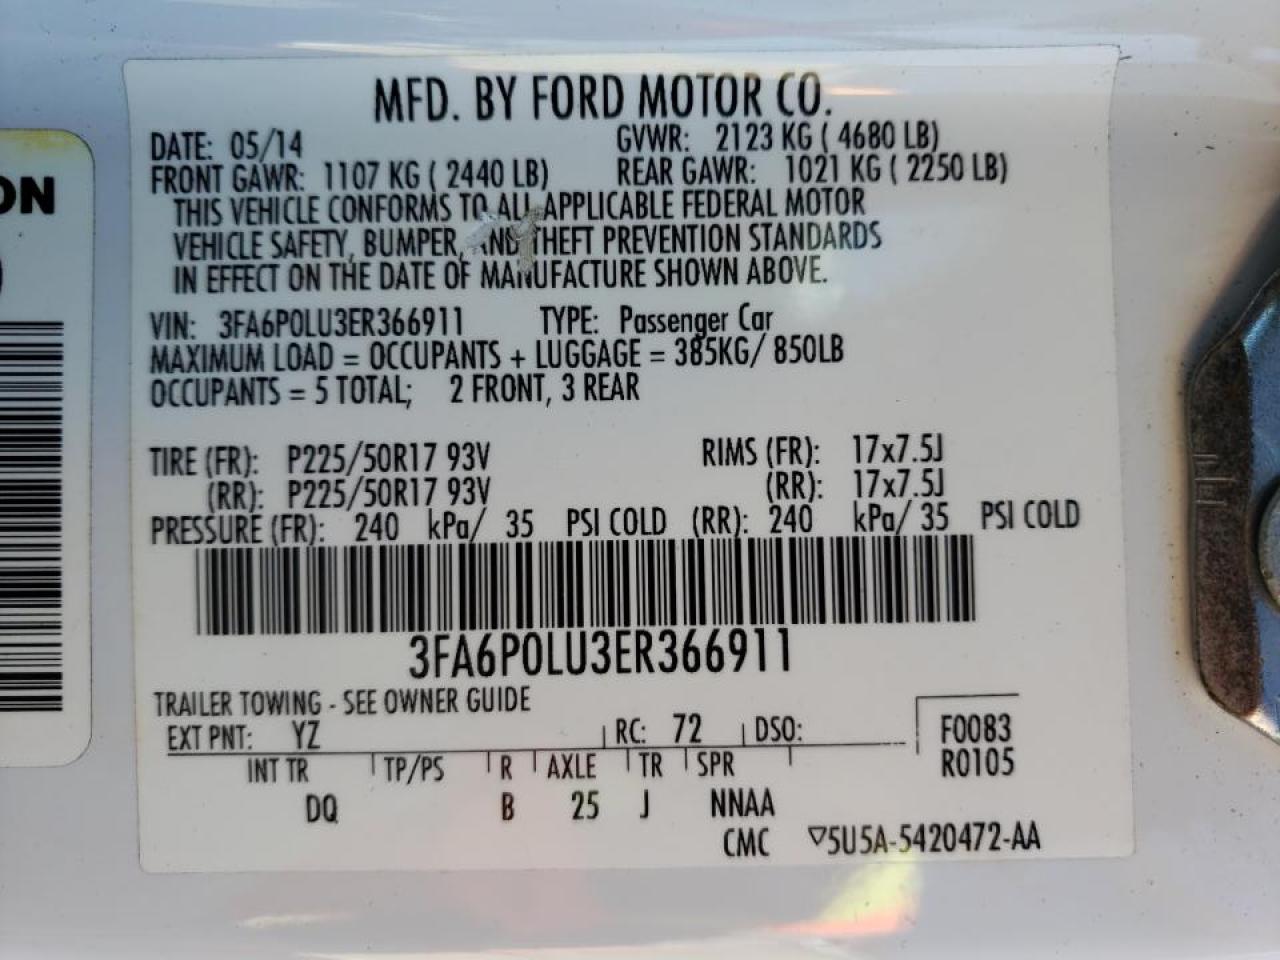 ON
MFD. BY FORD MOTOR CO.
DATE: 05/14 GVWR: 2123 KG ( 4680 LB)
FRONT GAWR: 1107 KG ( 2440 LB) REAR GAWR: 1021 KG ( 2250 LB)
THIS VEHICLE CONFORMS TO ALL APPLICABLE FEDERAL MOTOR
VEHICLE SAFETY, BUMPER, AND THEFT PREVENTION STANDARDS
IN EFFECT ON THE DATE OF MANUFACTURE SHOWN ABOVE.
VIN: 3FA6P0LU3ER366911 TYPE: Passenger Car
MAXIMUM LOAD = OCCUPANTS + LUGGAGE = 385KG/ 850LB
OCCUPANTS = 5 TOTAL; 2 FRONT, 3 REAR
TIRE (FR): P225/50R17 93V RIMS (FR): 17x7.5J
(RR): P225/50R17 93V (RR): 17x7.5J
PRESSURE (FR): 240 kPa/ 35 PSI COLD (RR): 240 kPa/ 35 PSI COLD
3FA6P0LU3ER366911
TRAILER TOWING - SEE OWNER GUIDE
EXT PNT: YZ RC: 72 DSO: F0083
INT TR TP/PS R AXLE TR SPR R0105
DQ B 25 J NNAA
CMC ▽5U5A-5420472-AA